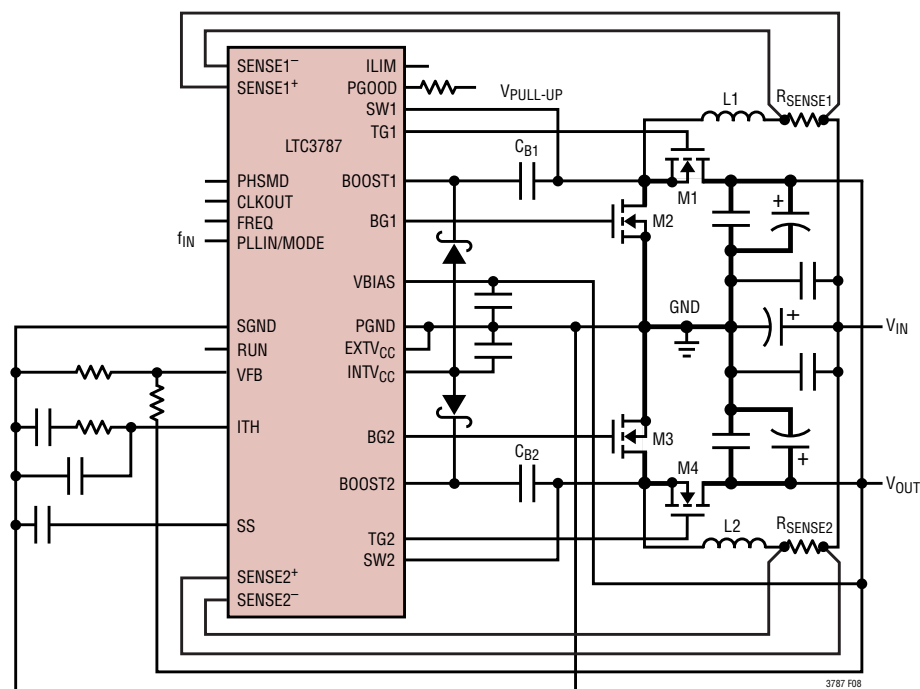 SENSE1–
SENSE1+
LTC3787
PHSMD
CLKOUT
FREQ
fIN
PLLIN/MODE
SGND
RUN
VFB
ITH
SS
SENSE2+
SENSE2–
ILIM
PGOOD
VPULL-UP
SW1
TG1
BOOST1
CB1
BG1
VBIAS
PGND
EXTVCC
INTVCC
BG2
BOOST2
CB2
TG2
SW2
L1
RSENSE1
M1
M2
+
+
GND
+
VIN
M3
M4
+
VOUT
L2
RSENSE2
3787 F08